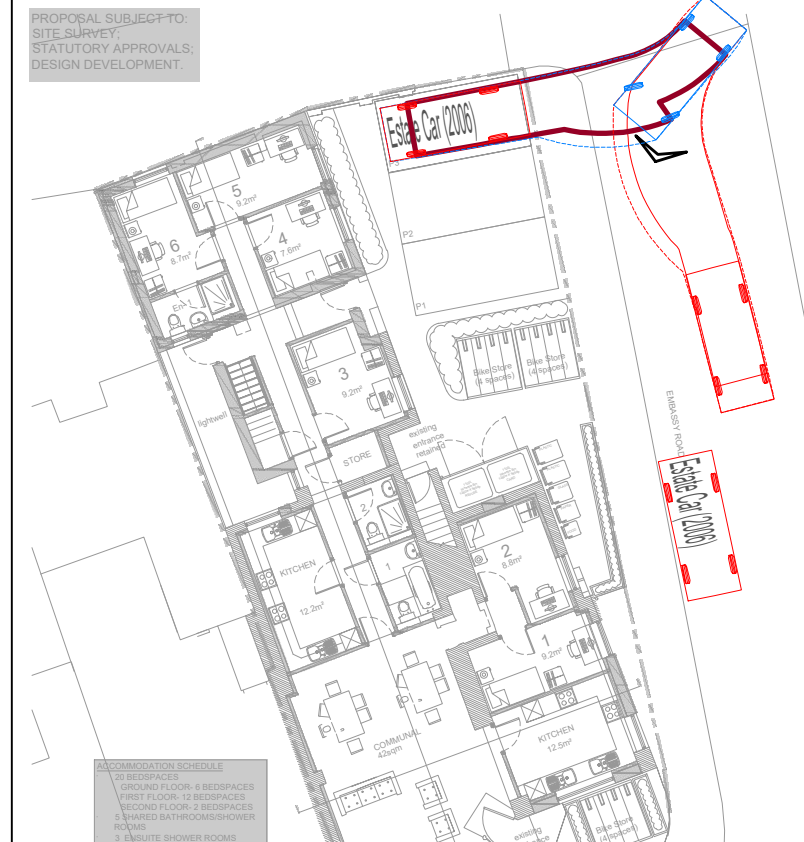 PROPOSAL SUBJECT TO:
SITE SURVEY;
STATUTORY APPROVALS;
DESIGN DEVELOPMENT.
Estate Car (2006)
P3
P2
P1
5
9.2m²
4
7.6m²
6
8.7m²
En-1
3
9.2m²
lightwell
STORE
existing
entrance
retained
Bike Store
(4 spaces)
Bike Store
(4 spaces)
EMBASSY ROAD
Estate Car (2006)
KITCHEN
12.2m²
2
1
2
8.8m²
1
9.2m²
COMMUNAL
42sqm
KITCHEN
12.5m²
existing
Bike Store
(4 spaces)
ACCOMMODATION SCHEDULE
20 BEDSPACES
GROUND FLOOR- 6 BEDSPACES
FIRST FLOOR- 12 BEDSPACES
SECOND FLOOR- 2 BEDSPACES
5 SHARED BATHROOMS/SHOWER
ROOMS
3 ENSUITE SHOWER ROOMS